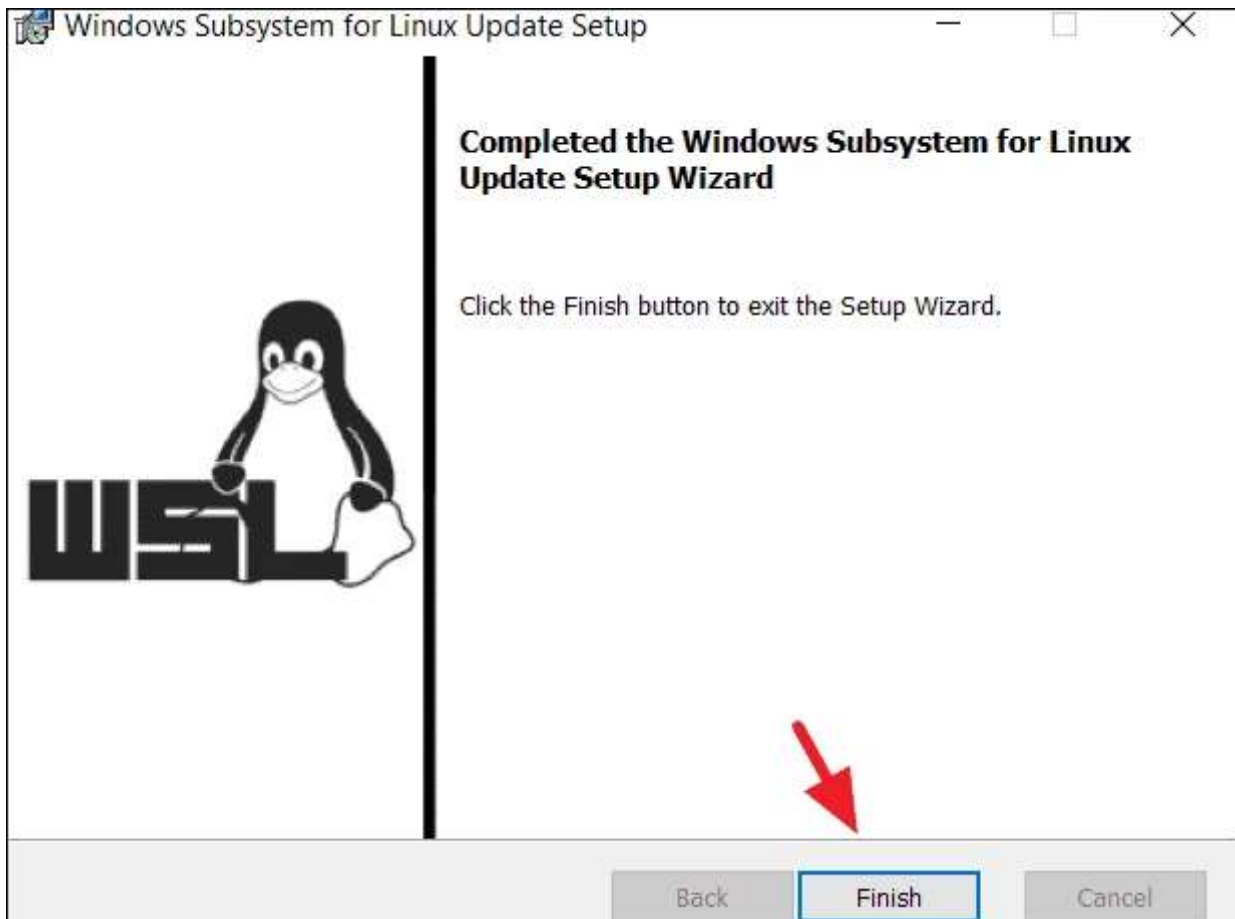 Windows Subsystem for Linux Update Setup
Completed the Windows Subsystem for Linux
Update Setup Wizard
Click the Finish button to exit the Setup Wizard.
WSL
Back
Finish
Cancel